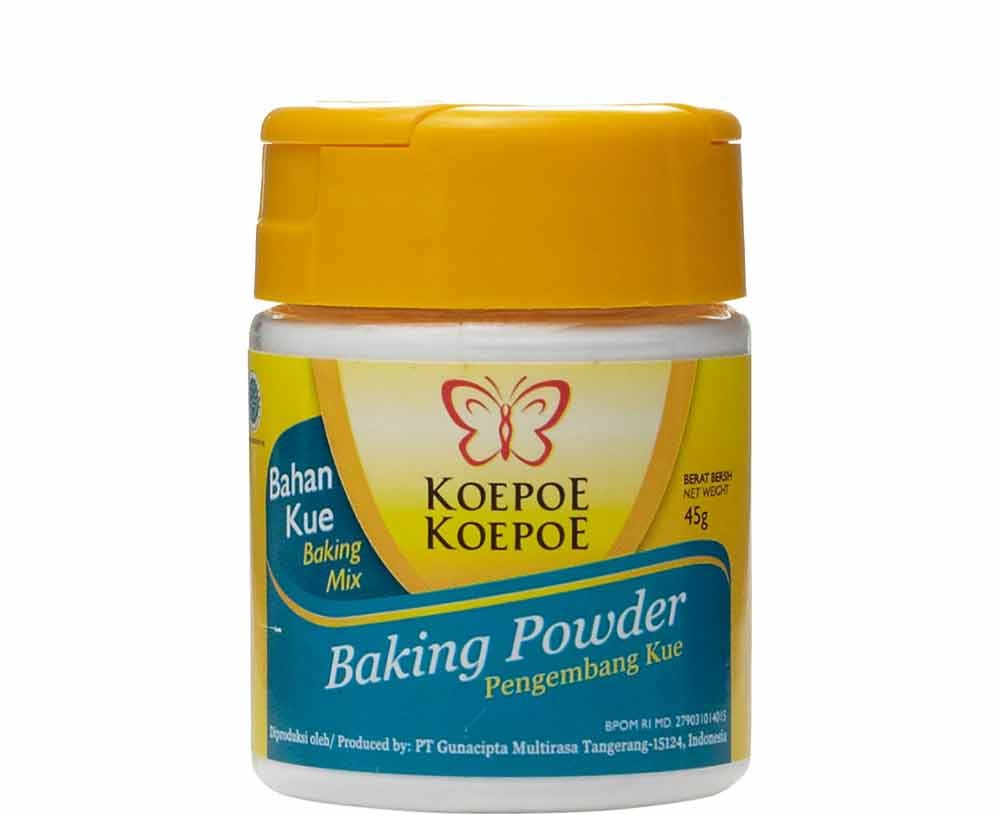 KOEPOE
KOEPOE
Bahan
Kue
Baking
Mix
BERAT BERSIH
NET WEIGHT
45g
Baking Powder
Pengembang Kue
BPOM RI MD. 279031014015
Diproduksi oleh/ Produced by: PT Gunacipta Multirasa Tangerang-15124, Indonesia